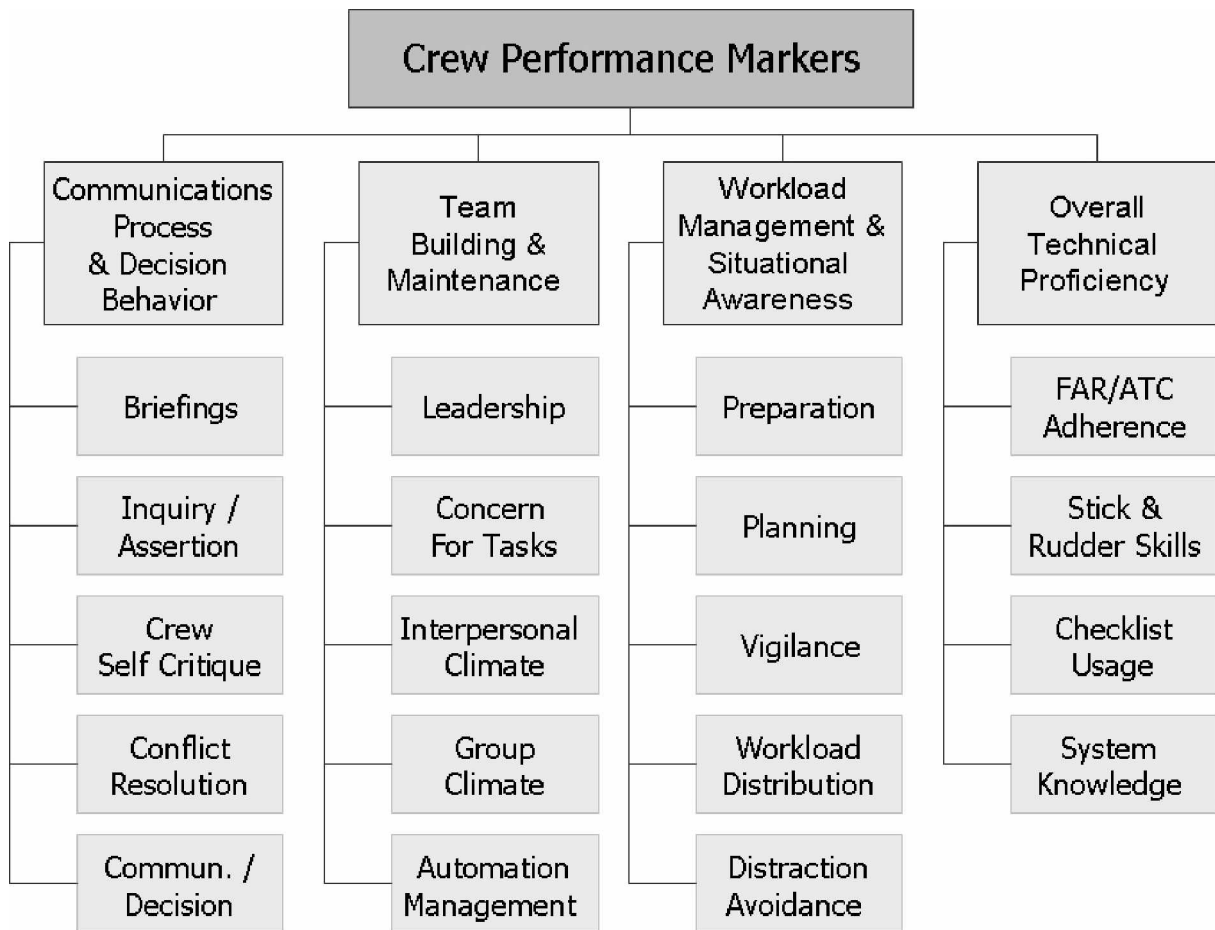 Crew Performance Markers
Communications
Process
& Decision
Behavior
Briefings
Inquiry /
Assertion
Crew
Self Critique
Conflict
Resolution
Commun. /
Decision
Team
Building &
Maintenance
Leadership
Concern
For Tasks
Interpersonal
Climate
Group
Climate
Automation
Management
Workload
Management &
Situational
Awareness
Preparation
Planning
Vigilance
Workload
Distribution
Distraction
Avoidance
Overall
Technical
Proficiency
FAR/ATC
Adherence
Stick &
Rudder Skills
Checklist
Usage
System
Knowledge